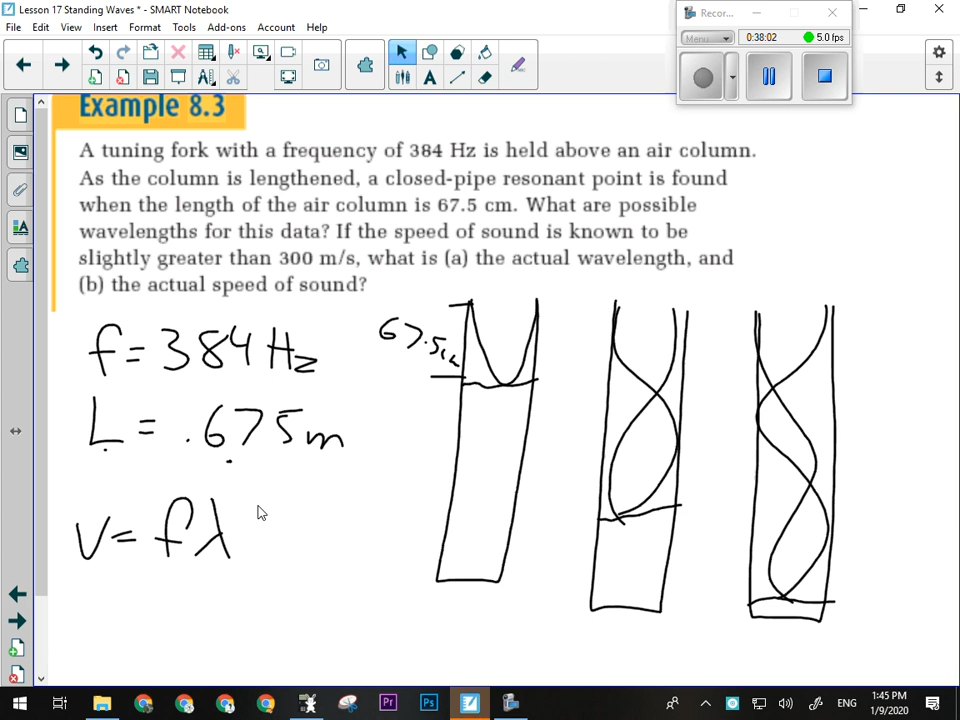 Lesson 17 Standing Waves * - SMART Notebook
Recor...
File Edit View Insert Format Tools Add-ons Account Help
Menu 0:38:02 5.0 fps
Example 8.3
A tuning fork with a frequency of 384 Hz is held above an air column.
As the column is lengthened, a closed-pipe resonant point is found
when the length of the air column is 67.5 cm. What are possible
wavelengths for this data? If the speed of sound is known to be
slightly greater than 300 m/s, what is (a) the actual wavelength, and
(b) the actual speed of sound?
f = 384 Hz
67.5cm
L = .675m
v = fλ
Pr Ps
ENG
1:45 PM
1/9/2020